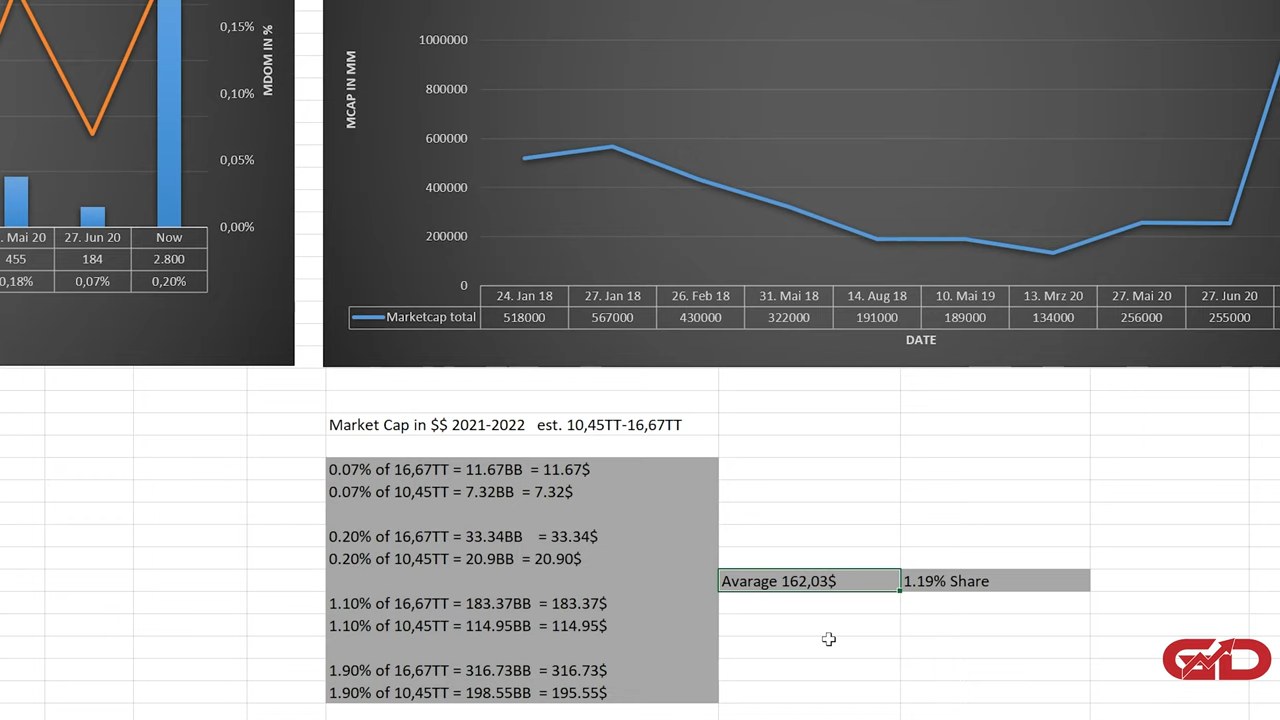 0,15%
0,10%
0,05%
0,00%
MDOM IN %
. Mai 20 27. Jun 20 Now
455 184 2.800
0,18% 0,07% 0,20%
MCAP IN MM
1000000
800000
600000
400000
200000
0
24. Jan 18 27. Jan 18 26. Feb 18 31. Mai 18 14. Aug 18 10. Mai 19 13. Mrz 20 27. Mai 20 27. Jun 20
Marketcap total 518000 567000 430000 322000 191000 189000 134000 256000 255000
DATE
Market Cap in $$ 2021-2022 est. 10,45TT-16,67TT
0.07% of 16,67TT = 11.67BB = 11.67$
0.07% of 10,45TT = 7.32BB = 7.32$
0.20% of 16,67TT = 33.34BB = 33.34$
0.20% of 10,45TT = 20.9BB = 20.90$
Avarage 162,03$ 1.19% Share
1.10% of 16,67TT = 183.37BB = 183.37$
1.10% of 10,45TT = 114.95BB = 114.95$
1.90% of 16,67TT = 316.73BB = 316.73$
1.90% of 10,45TT = 198.55BB = 195.55$